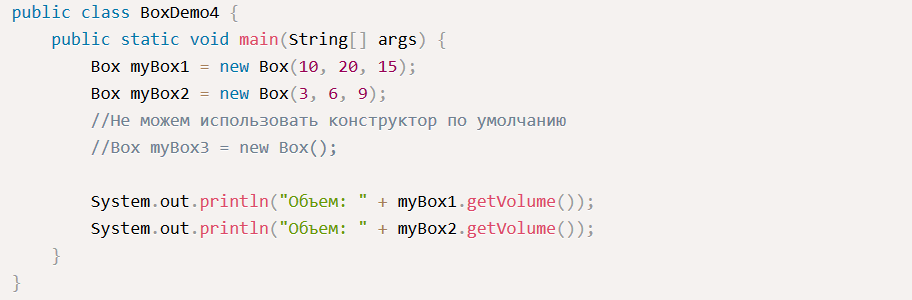 public class BoxDemo4 {
    public static void main(String[] args) {
        Box myBox1 = new Box(10, 20, 15);
        Box myBox2 = new Box(3, 6, 9);
        //Не можем использовать конструктор по умолчанию
        //Box myBox3 = new Box();

        System.out.println("Объем: " + myBox1.getVolume());
        System.out.println("Объем: " + myBox2.getVolume());
    }
}